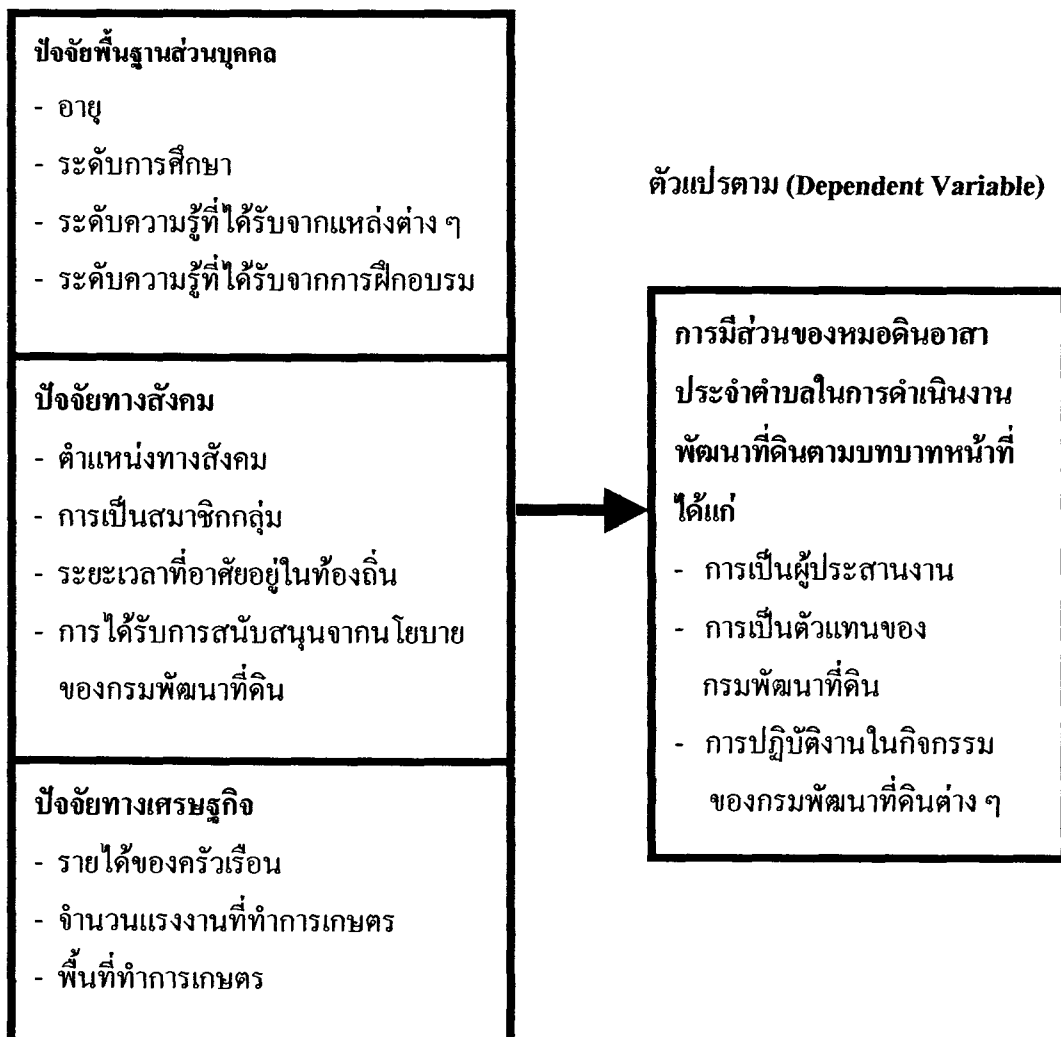 ปัจจัยพื้นฐานส่วนบุคคล
- อายุ
- ระดับการศึกษา
- ระดับความรู้ที่ได้รับจากแหล่งต่าง ๆ
- ระดับความรู้ที่ได้รับจากการฝึกอบรม
ปัจจัยทางสังคม
- ตำแหน่งทางสังคม
- การเป็นสมาชิกกลุ่ม
- ระยะเวลาที่อาศัยอยู่ในท้องถิ่น
- การได้รับการสนับสนุนจากนโยบาย
ของกรมพัฒนาที่ดิน
ปัจจัยทางเศรษฐกิจ
- รายได้ของครัวเรือน
- จำนวนแรงงานที่ทำการเกษตร
- พื้นที่ทำการเกษตร
ตัวแปรตาม (Dependent Variable)
การมีส่วนของหมอดินอาสา
ประจำตำบลในการดำเนินงาน
พัฒนาที่ดินตามบทบาทหน้าที่
ได้แก่
- การเป็นผู้ประสานงาน
- การเป็นตัวแทนของ
กรมพัฒนาที่ดิน
- การปฏิบัติงานในกิจกรรม
ของกรมพัฒนาที่ดินต่าง ๆ